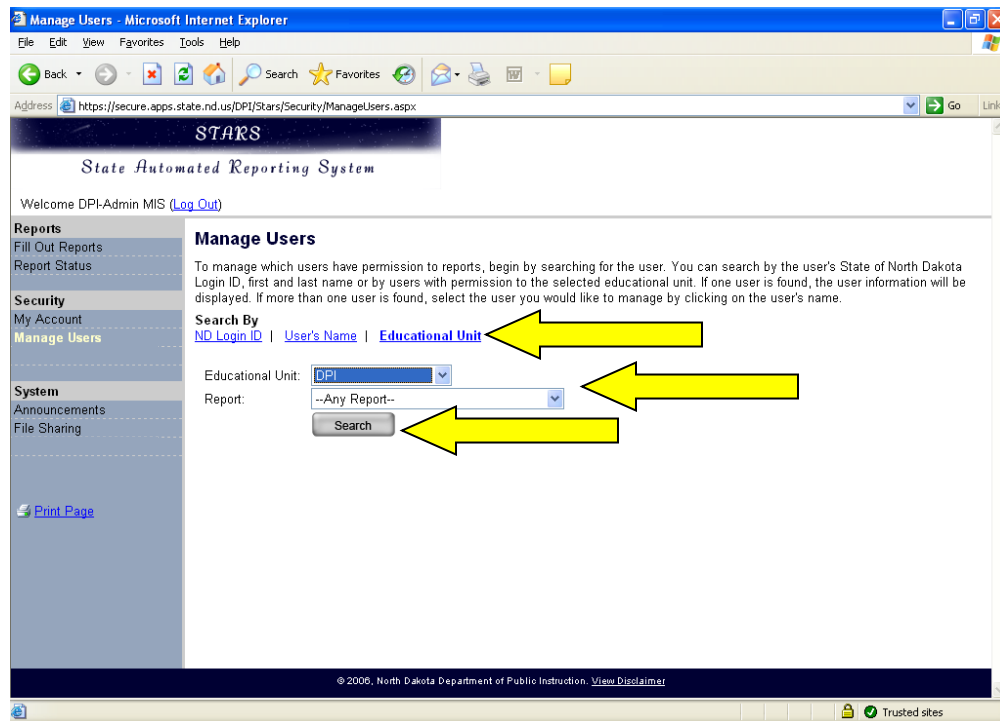 Manage Users - Microsoft Internet Explorer
File Edit View Favorites Tools Help
Back Search Favorites
Address https://secure.apps.state.nd.us/DPI/Stars/Security/ManageUsers.aspx Go Link
STARS
State Automated Reporting System
Welcome DPI-Admin MIS (Log Out)
Reports
Fill Out Reports
Report Status
Security
My Account
Manage Users
System
Announcements
File Sharing
Print Page
Manage Users
To manage which users have permission to reports, begin by searching for the user. You can search by the user's State of North Dakota
Login ID, first and last name or by users with permission to the selected educational unit. If one user is found, the user information will be
displayed. If more than one user is found, select the user you would like to manage by clicking on the user's name.
Search By
ND Login ID | User's Name | Educational Unit
Educational Unit: DPI
Report: --Any Report--
Search
© 2006, North Dakota Department of Public Instruction. View Disclaimer
Trusted sites